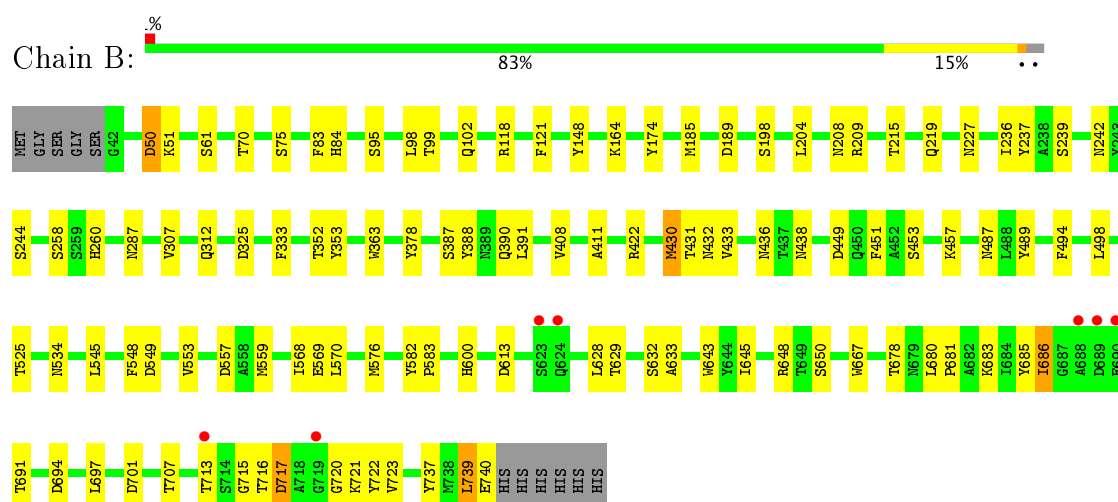 .%
Chain B:
83% 15% • •
MET GLY SER GLY SER G42 D50 K51 S61 T70 S75 F83 H84 S95 L98 T99 Q102 R118 F121 Y148 K164 Y174 M185 D189 S198 L204 N208 R209 T215 Q219 N227 I236 Y237 A238 S239 N242
S244 S258 S259 H260 N287 V307 Q312 D325 F333 T352 Y353 W363 Y378 S387 Y388 N389 Q390 L391 V408 A411 R422 M430 T431 N432 V433 N436 T437 N438 D449 Q450 F451 A452 S453 K457 N487 L488 Y489 F494 L498
T525 N534 L545 F548 D549 V553 D557 A558 M559 I568 E569 L570 M576 Y582 P583 H600 D613 S623 Q624 L628 T629 S632 A633 W643 Y644 I645 R648 T649 S650 W667 T678 N679 L680 P681 A682 K683 I684 Y685 I686 G687 A688 D689
T691 D694 L697 D701 T707 T713 S714 G715 T716 D717 A718 G719 G720 K721 Y722 V723 Y737 M738 L739 E740 HIS HIS HIS HIS HIS HIS